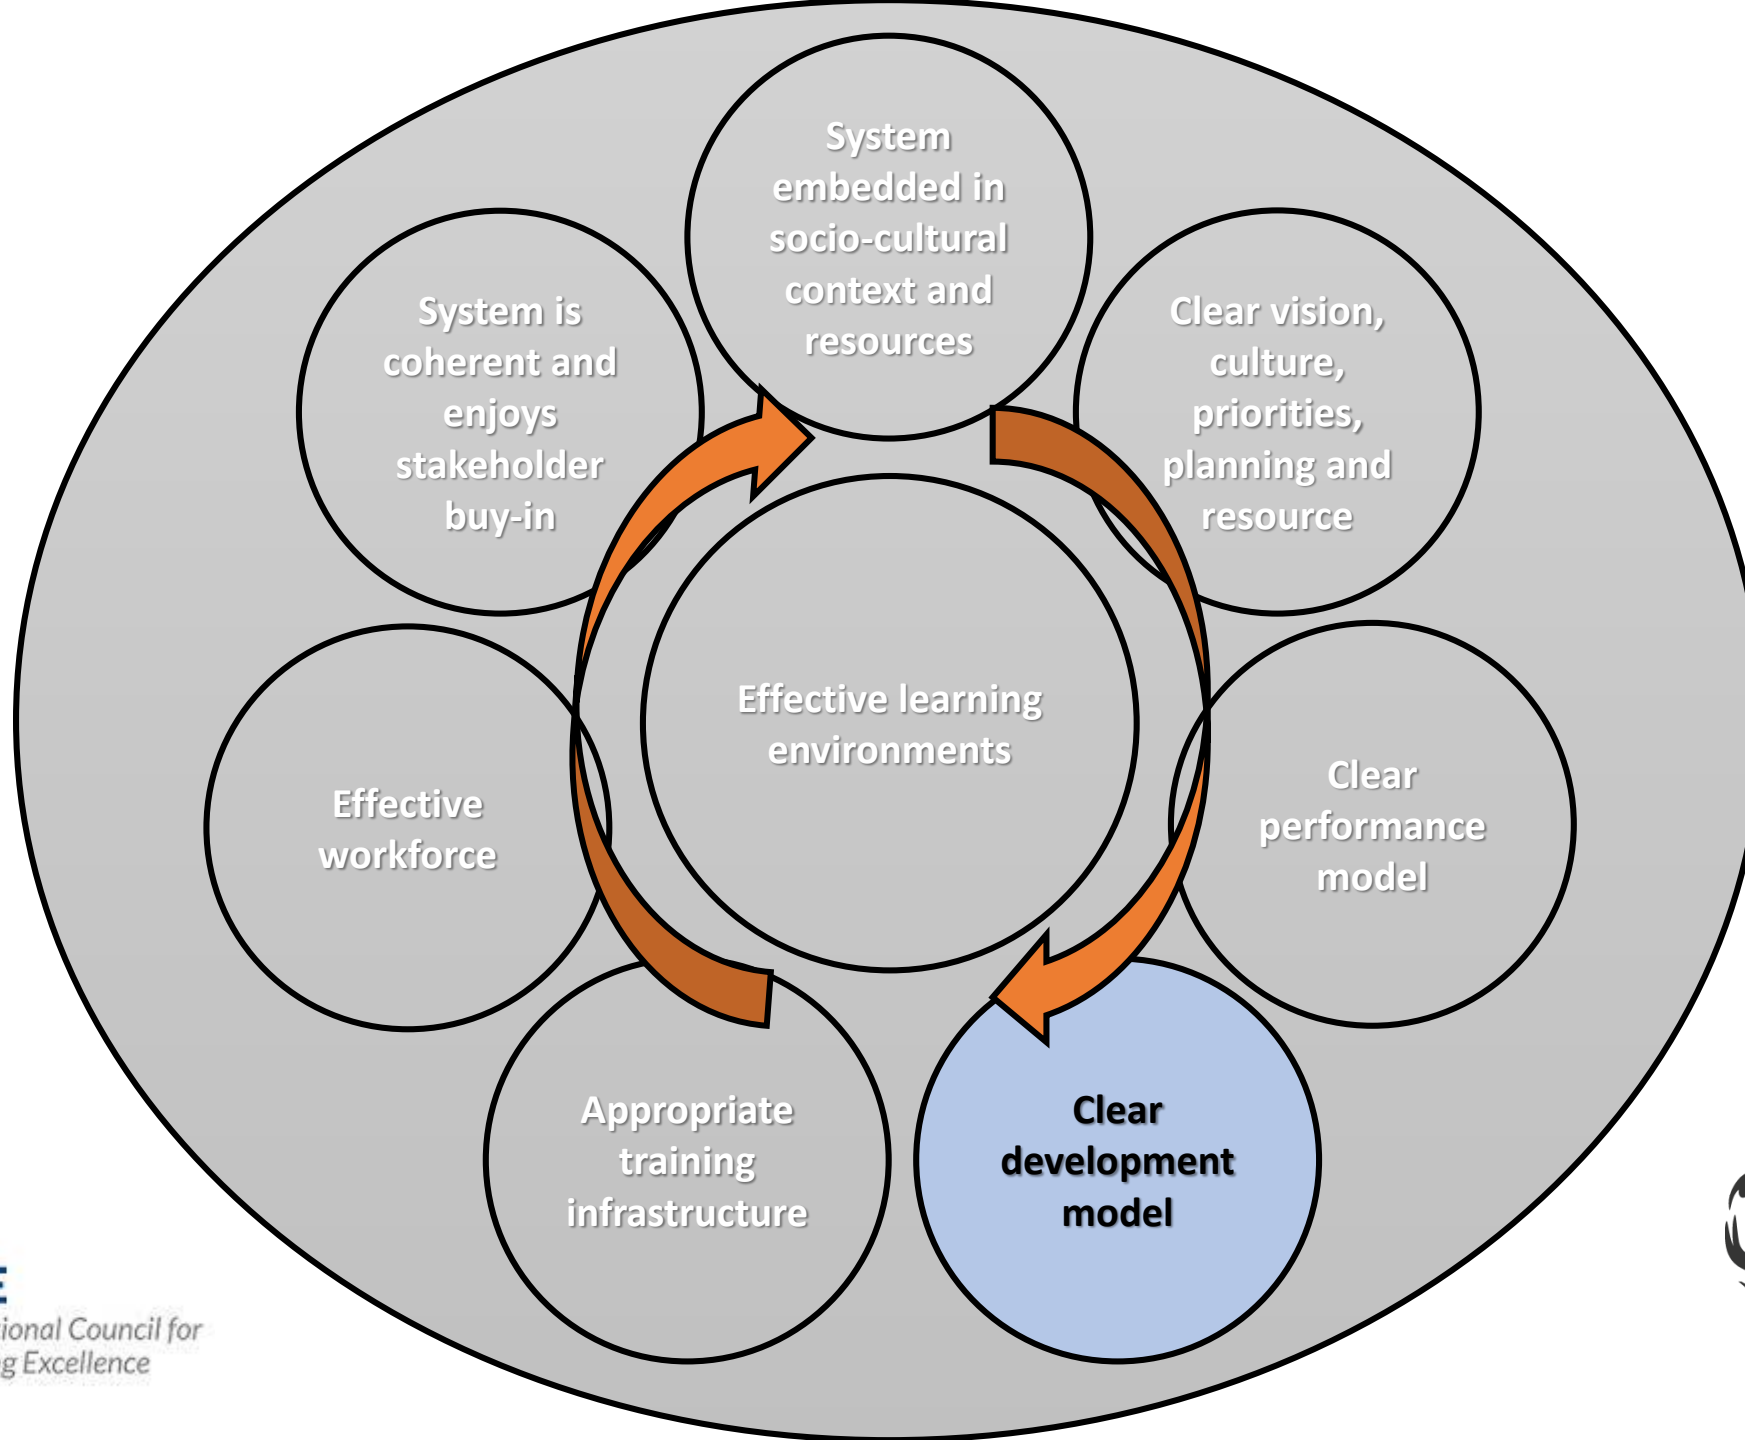 System
embedded in
socio-cultural
context and
resources
System is
coherent and
enjoys
stakeholder
buy-in
Clear vision,
culture,
priorities,
planning and
resource
Effective learning
environments
Effective
workforce
Clear
performance
model
Appropriate
training
infrastructure
Clear
development
model
E
ional Council for
g Excellence